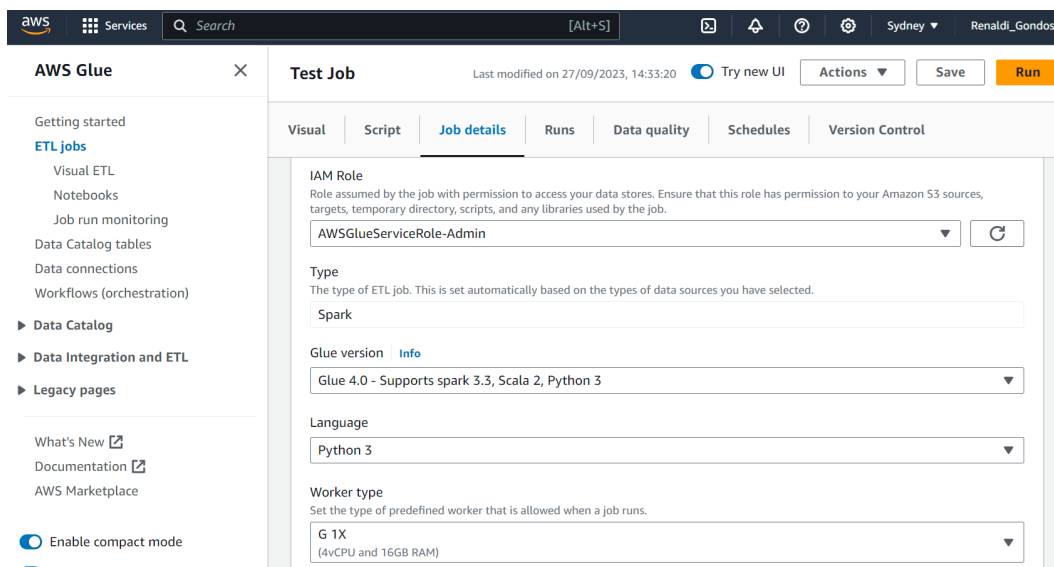 aws
Services
Search
[Alt+S]
Sydney
Renaldi_Gondos
AWS Glue
Getting started
ETL jobs
Visual ETL
Notebooks
Job run monitoring
Data Catalog tables
Data connections
Workflows (orchestration)
Data Catalog
Data Integration and ETL
Legacy pages
What's New
Documentation
AWS Marketplace
Enable compact mode
Test Job
Last modified on 27/09/2023, 14:33:20
Try new UI
Actions
Save
Run
Visual
Script
Job details
Runs
Data quality
Schedules
Version Control
IAM Role
Role assumed by the job with permission to access your data stores. Ensure that this role has permission to your Amazon S3 sources,
targets, temporary directory, scripts, and any libraries used by the job.
AWSGlueServiceRole-Admin
Type
The type of ETL job. This is set automatically based on the types of data sources you have selected.
Spark
Glue version
Info
Glue 4.0 - Supports spark 3.3, Scala 2, Python 3
Language
Python 3
Worker type
Set the type of predefined worker that is allowed when a job runs.
G 1X
(4vCPU and 16GB RAM)